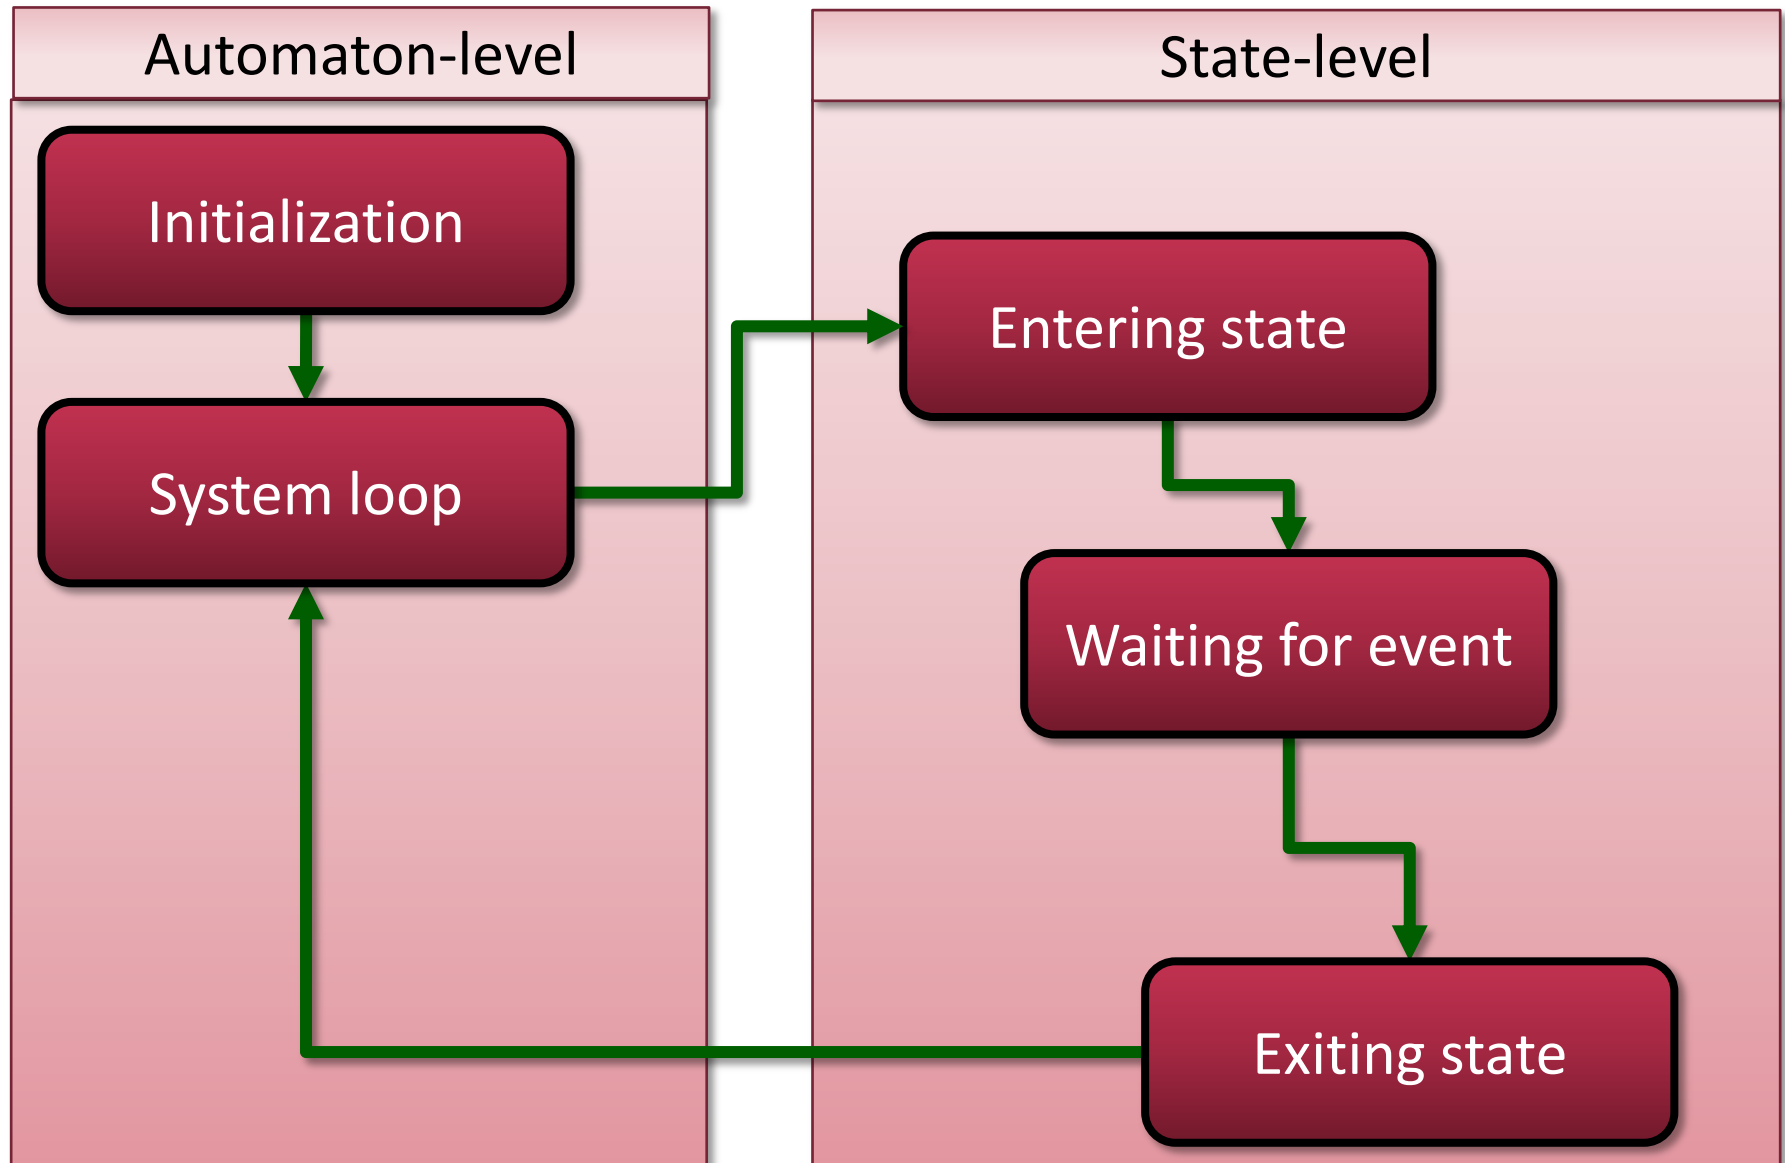 Automaton-level
Initialization
System loop
State-level
Entering state
Waiting for event
Exiting state